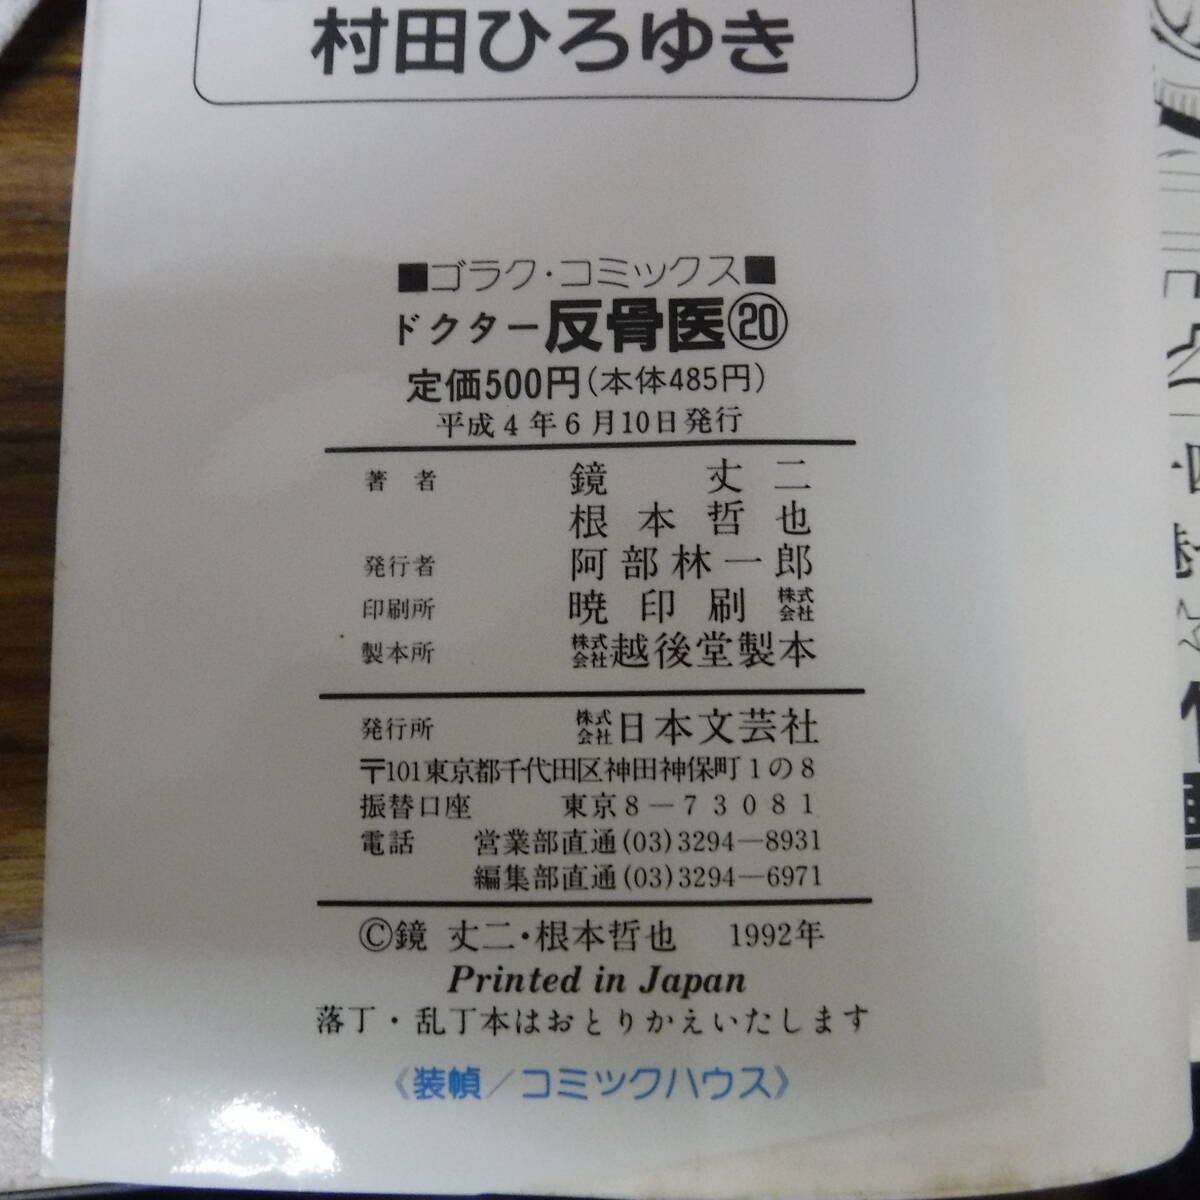 村田ひろゆき
■ゴラク・コミックス■
ドクター反骨医⑳
定価500円(本体485円)
平成4年6月10日発行
著者 鏡丈二
根本哲也
発行者 阿部林一郎
印刷所 暁印刷株式会社
製本所 株式会社越後堂製本
発行所 株式会社日本文芸社
〒101東京都千代田区神田神保町1の8
振替口座 東京8―73081
電話 営業部直通(03)3294―8931
編集部直通(03)3294―6971
©鏡 丈二・根本哲也 1992年
Printed in Japan
落丁・乱丁本はおとりかえいたします
《装幀/コミックハウス》